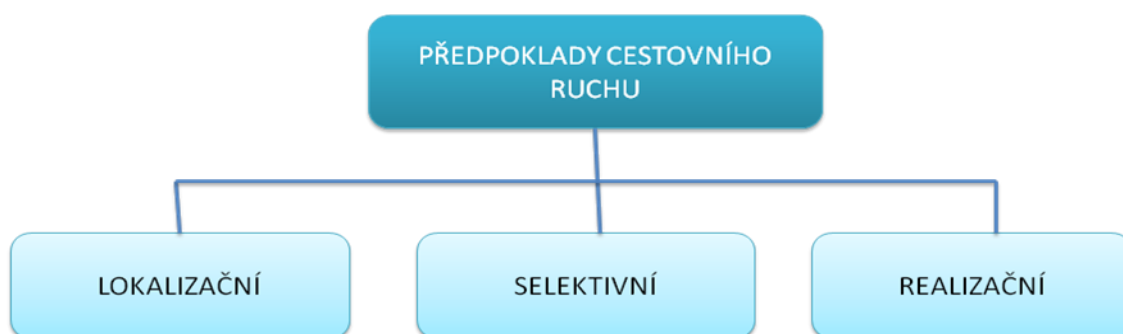 PŘEDPOKLADY CESTOVNÍHO
RUCHU
LOKALIZAČNÍ
SELEKTIVNÍ
REALIZAČNÍ